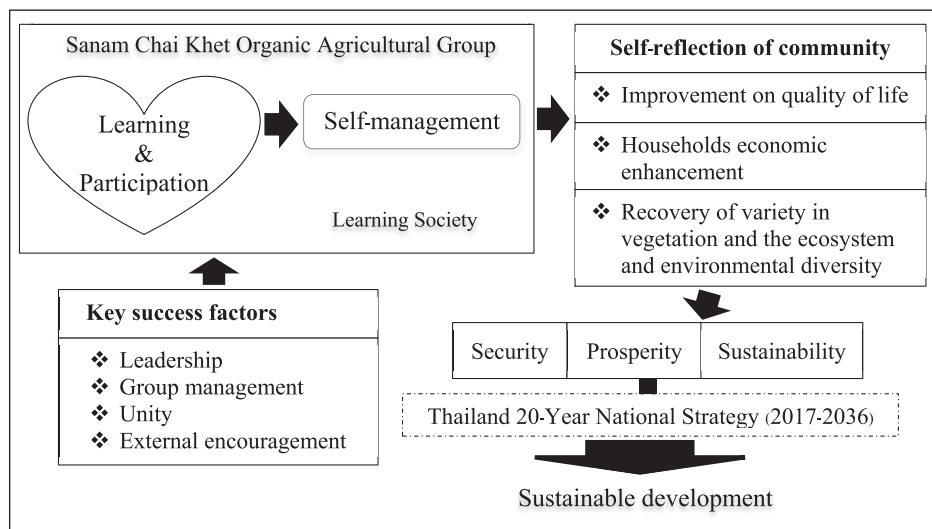 Sanam Chai Khet Organic Agricultural Group
Learning
&
Participation
Self-management
Learning Society
Key success factors
❖ Leadership
❖ Group management
❖ Unity
❖ External encouragement
Self-reflection of community
❖ Improvement on quality of life
❖ Households economic
enhancement
❖ Recovery of variety in
vegetation and the ecosystem
and environmental diversity
Security Prosperity Sustainability
Thailand 20-Year National Strategy (2017-2036)
Sustainable development